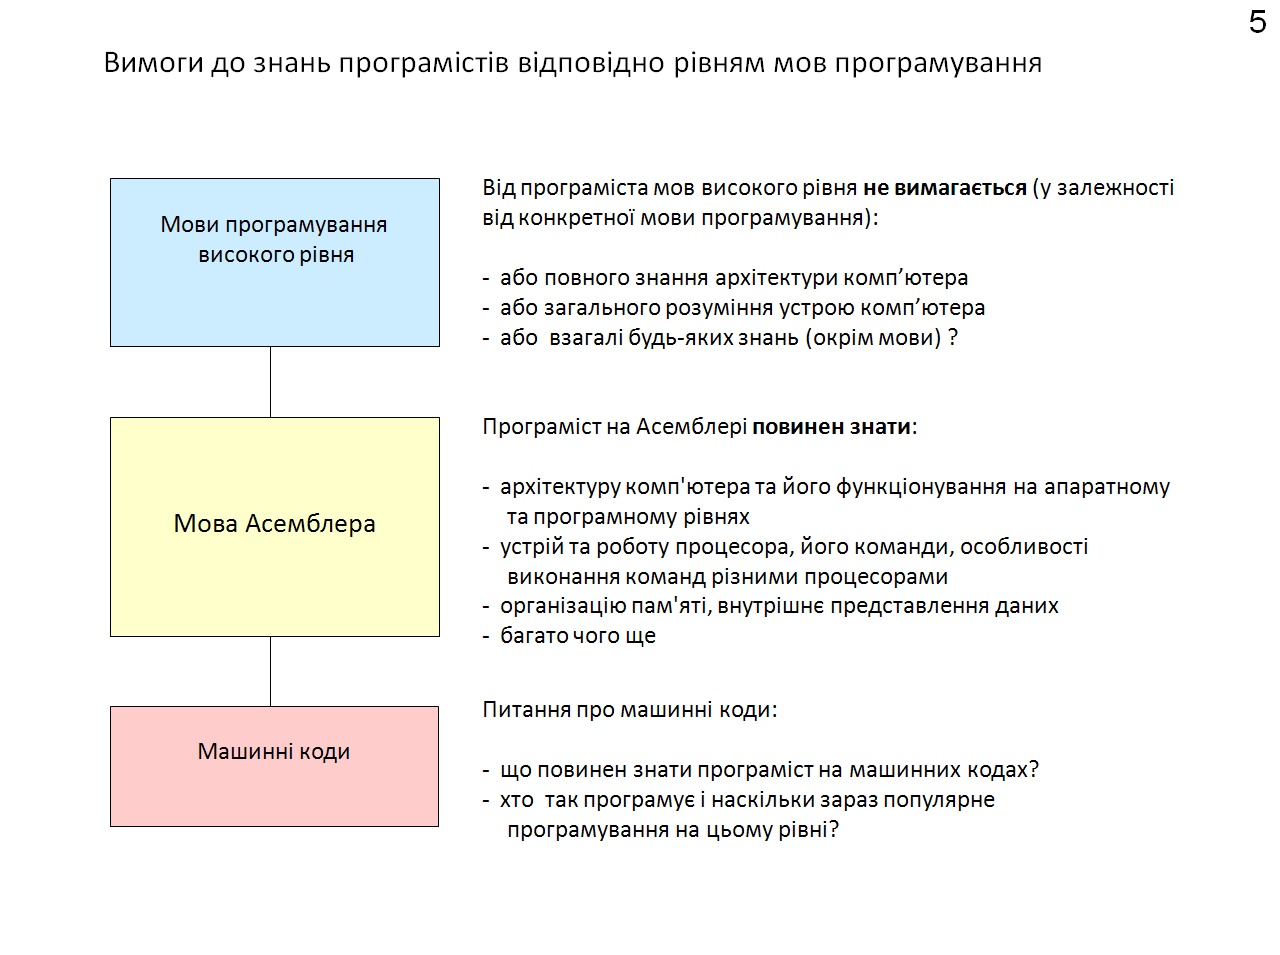 5
Вимоги до знань програмістів відповідно рівням мов програмування
Мови програмування
високого рівня
Від програміста мов високого рівня не вимагається (у залежності
від конкретної мови програмування):
- або повного знання архітектури комп’ютера
- або загального розуміння устрою комп’ютера
- або взагалі будь-яких знань (окрім мови) ?
Мова Асемблера
Програміст на Асемблері повинен знати:
- архітектуру комп'ютера та його функціонування на апаратному
та програмному рівнях
- устрій та роботу процесора, його команди, особливості
виконання команд різними процесорами
- організацію пам'яті, внутрішнє представлення даних
- багато чого ще
Машинні коди
Питання про машинні коди:
- що повинен знати програміст на машинних кодах?
- хто так програмує і наскільки зараз популярне
програмування на цьому рівні?